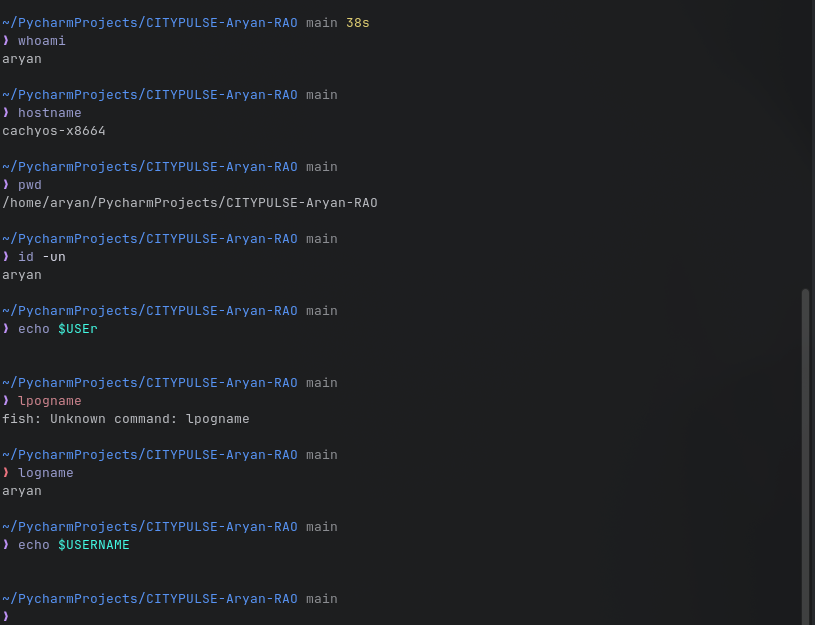 ~/PycharmProjects/CITYPULSE-Aryan-RAO main 38s
❯ whoami
aryan
~/PycharmProjects/CITYPULSE-Aryan-RAO main
❯ hostname
cachyos-x8664
~/PycharmProjects/CITYPULSE-Aryan-RAO main
❯ pwd
/home/aryan/PycharmProjects/CITYPULSE-Aryan-RAO
~/PycharmProjects/CITYPULSE-Aryan-RAO main
❯ id -un
aryan
~/PycharmProjects/CITYPULSE-Aryan-RAO main
❯ echo $USEr
~/PycharmProjects/CITYPULSE-Aryan-RAO main
❯ lpogname
fish: Unknown command: lpogname
~/PycharmProjects/CITYPULSE-Aryan-RAO main
❯ logname
aryan
~/PycharmProjects/CITYPULSE-Aryan-RAO main
❯ echo $USERNAME
~/PycharmProjects/CITYPULSE-Aryan-RAO main
❯